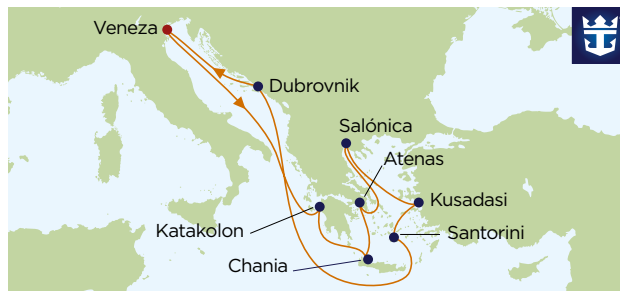 Veneza
Dubrovnik
Salónica
Atenas
Kusadasi
Katakolon
Santorini
Chania